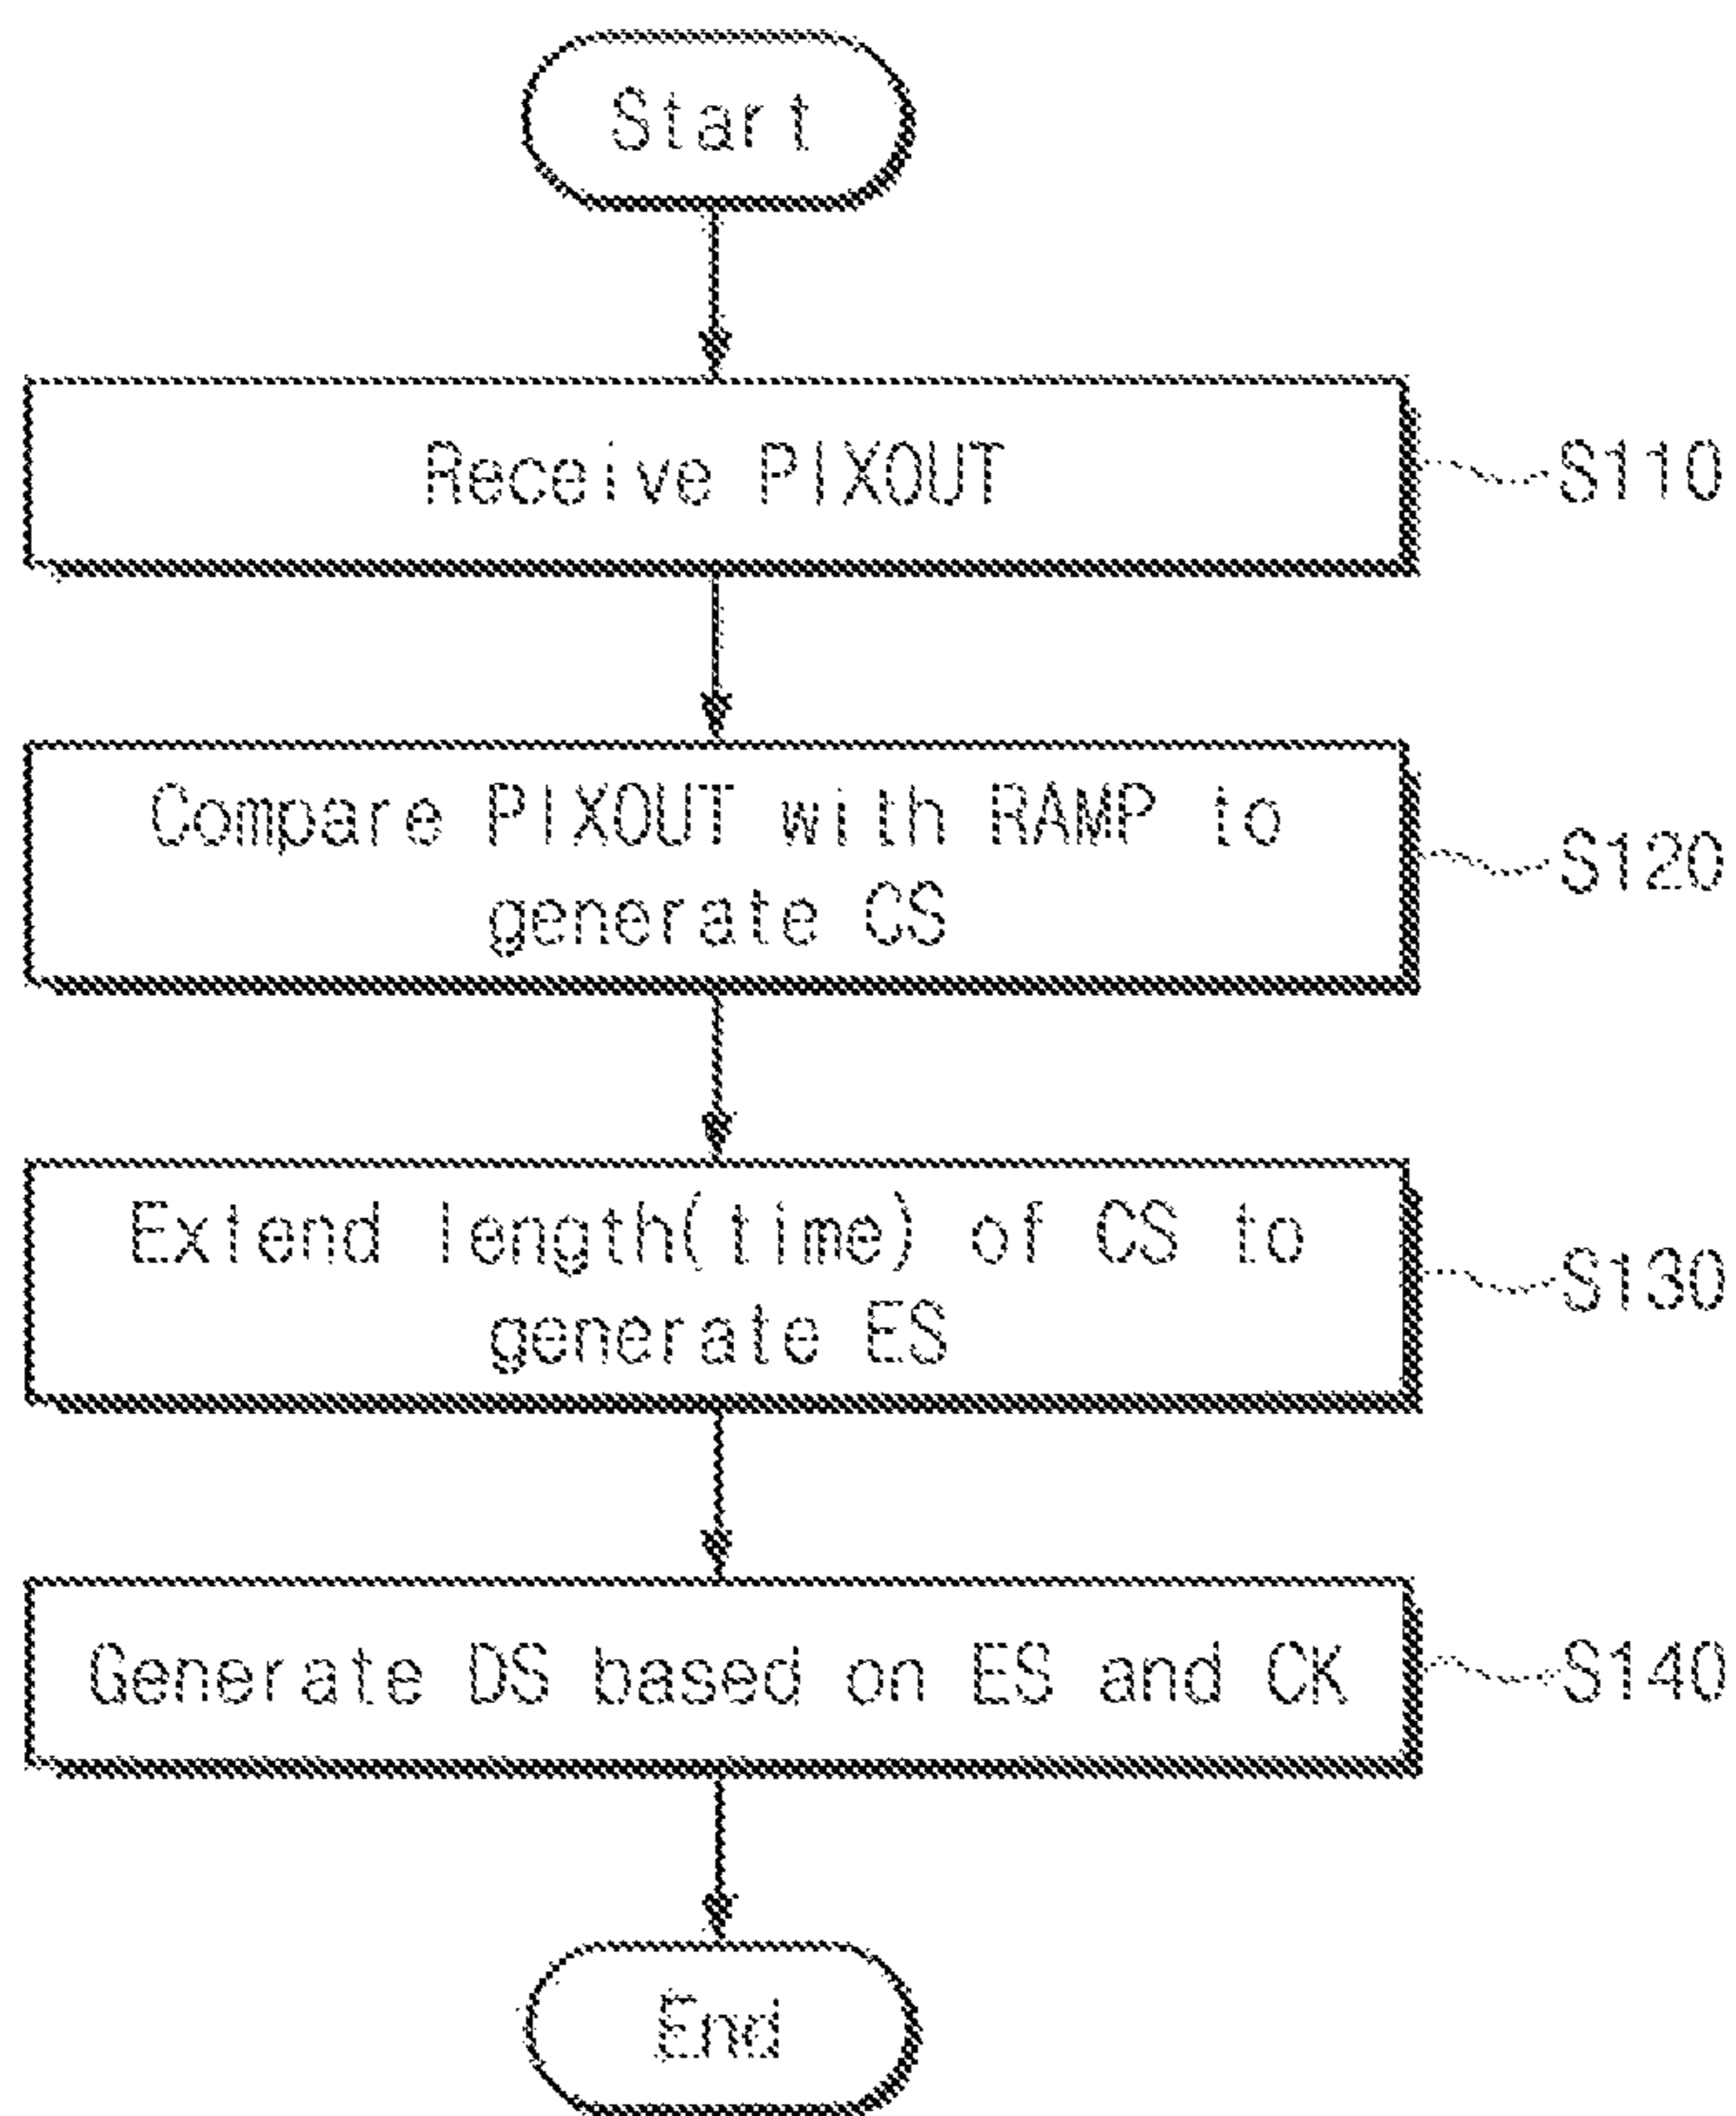 Start
Receive PIXOUT
S110
Compare PIXOUT with RAMP to
generate CS
S120
Extend length(time) of CS to
generate ES
S130
Generate DS based on ES and CK
S140
End